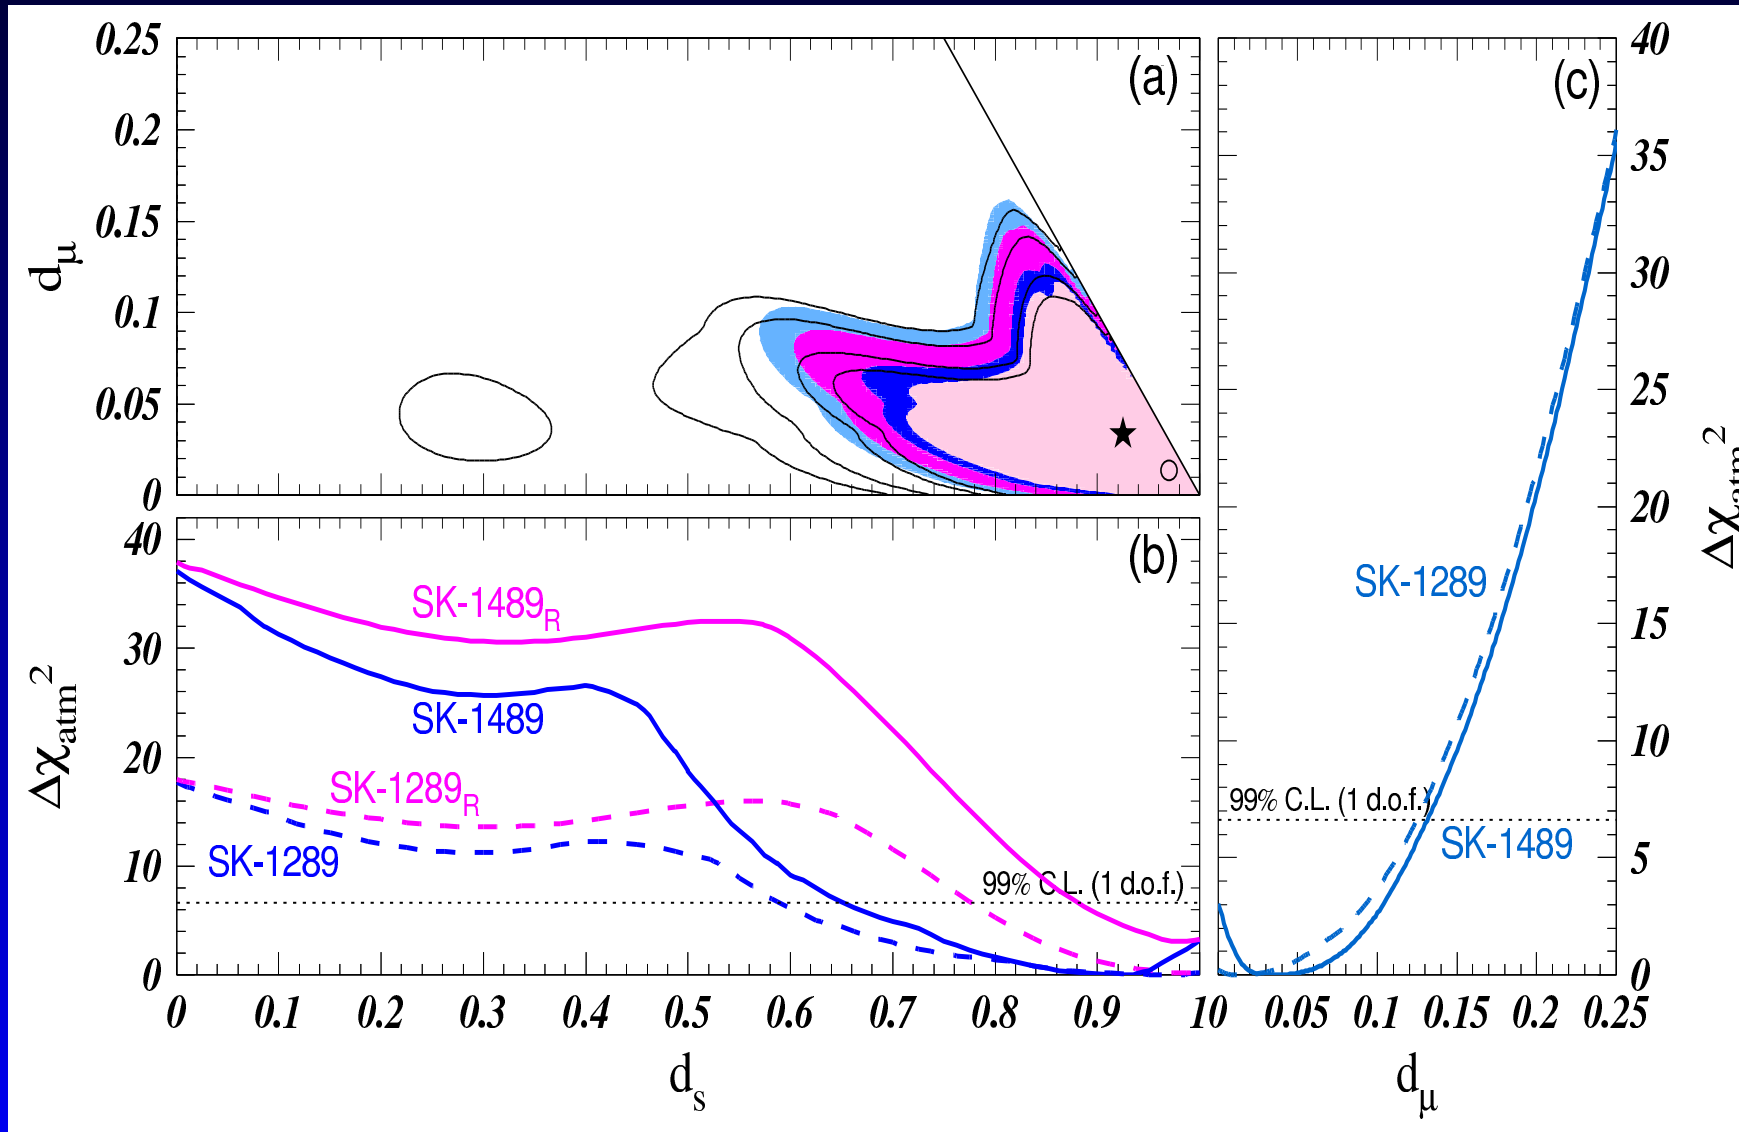 0.25
0.2
0.15
0.1
0.05
0
d_μ
(a)
40
30
20
10
0
Δχ_atm^2
(b)
SK-1489_R
SK-1489
SK-1289_R
SK-1289
99% C.L. (1 d.o.f.)
0 0.1 0.2 0.3 0.4 0.5 0.6 0.7 0.8 0.9 1
d_s
(c)
SK-1289
99% C.L. (1 d.o.f.)
SK-1489
0 0.05 0.1 0.15 0.2 0.25
d_μ
40
35
30
25
20
15
10
5
0
Δχ_atm^2